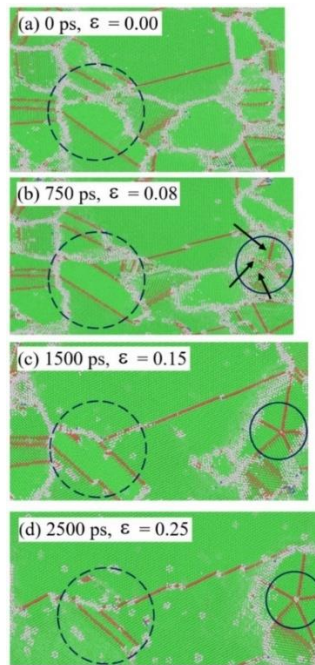 (a) 0 ps, ε = 0.00
(b) 750 ps, ε = 0.08
(c) 1500 ps, ε = 0.15
(d) 2500 ps, ε = 0.25